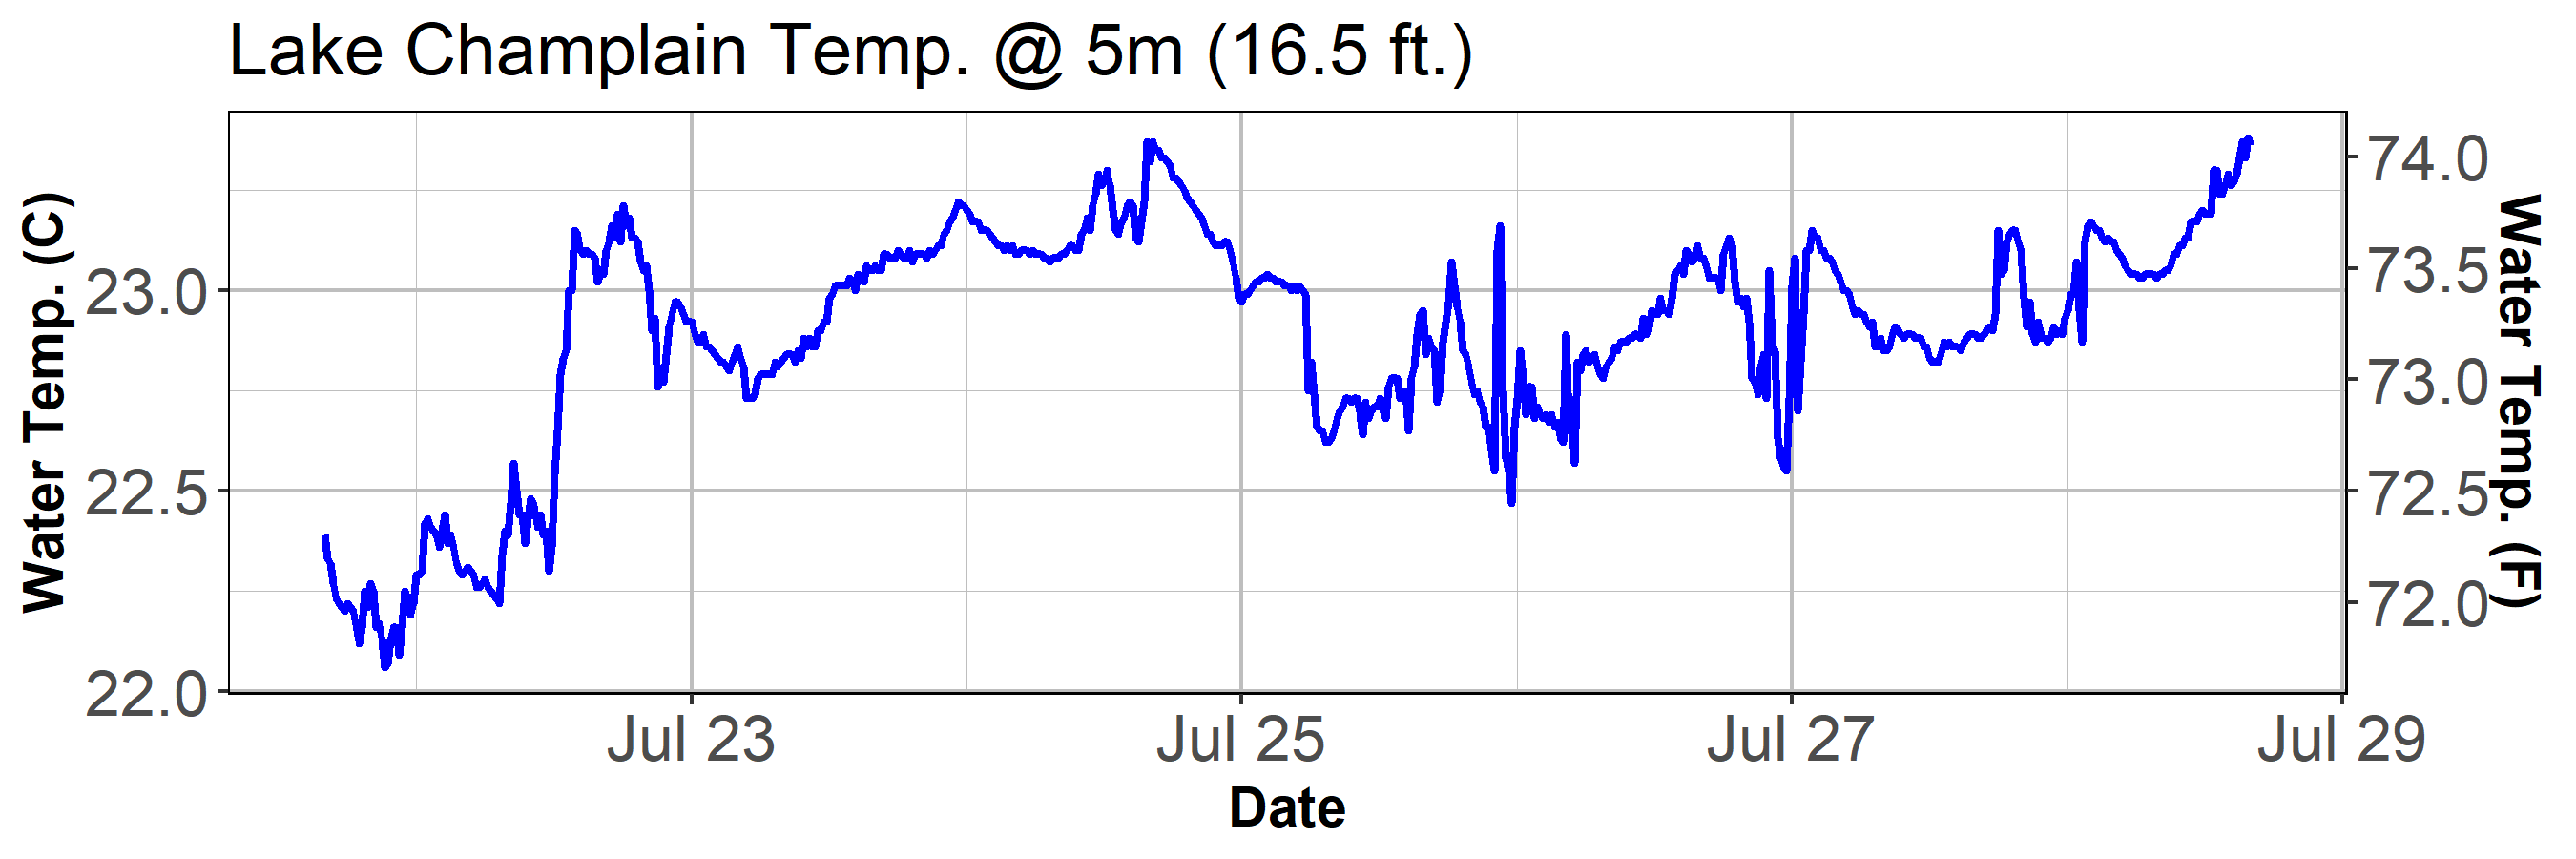 Lake Champlain Temp. @ 5m (16.5 ft.)
Water Temp. (C)
23.0
22.5
22.0
74.0
73.5
73.0
72.5
72.0
Water Temp. (F)
Jul 23
Jul 25
Jul 27
Jul 29
Date